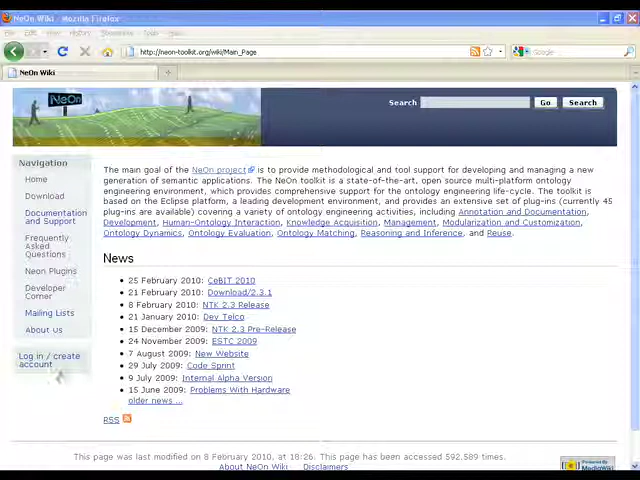 NeOn Wiki - Mozilla Firefox
File Edit View History Bookmarks Tools Help
http://neon-toolkit.org/wiki/Main_Page
Google
NeOn Wiki
NeOn
Search Go Search
Navigation
Home
Download
Documentation
and Support
Frequently
Asked
Questions
Neon Plugins
Developer
Corner
Mailing Lists
About Us
Log in / create
account
The main goal of the NeOn project is to provide methodological and tool support for developing and managing a new
generation of semantic applications. The NeOn toolkit is a state-of-the-art, open source multi-platform ontology
engineering environment, which provides comprehensive support for the ontology engineering life-cycle. The toolkit is
based on the Eclipse platform, a leading development environment, and provides an extensive set of plug-ins (currently 45
plug-ins are available) covering a variety of ontology engineering activities, including Annotation and Documentation,
Development, Human-Ontology Interaction, Knowledge Acquisition, Management, Modularization and Customization,
Ontology Dynamics, Ontology Evaluation, Ontology Matching, Reasoning and Inference, and Reuse.
News
25 February 2010: CeBIT 2010
21 February 2010: Download/2.3.1
8 February 2010: NTK 2.3 Release
21 January 2010: Dev Telco
15 December 2009: NTK 2.3 Pre-Release
24 November 2009: ESTC 2009
7 August 2009: New Website
29 July 2009: Code Sprint
9 July 2009: Internal Alpha Version
15 June 2009: Problems With Hardware
older news ...
RSS
This page was last modified on 8 February 2010, at 18:26. This page has been accessed 592,589 times.
About NeOn Wiki Disclaimers
Powered By
MediaWiki